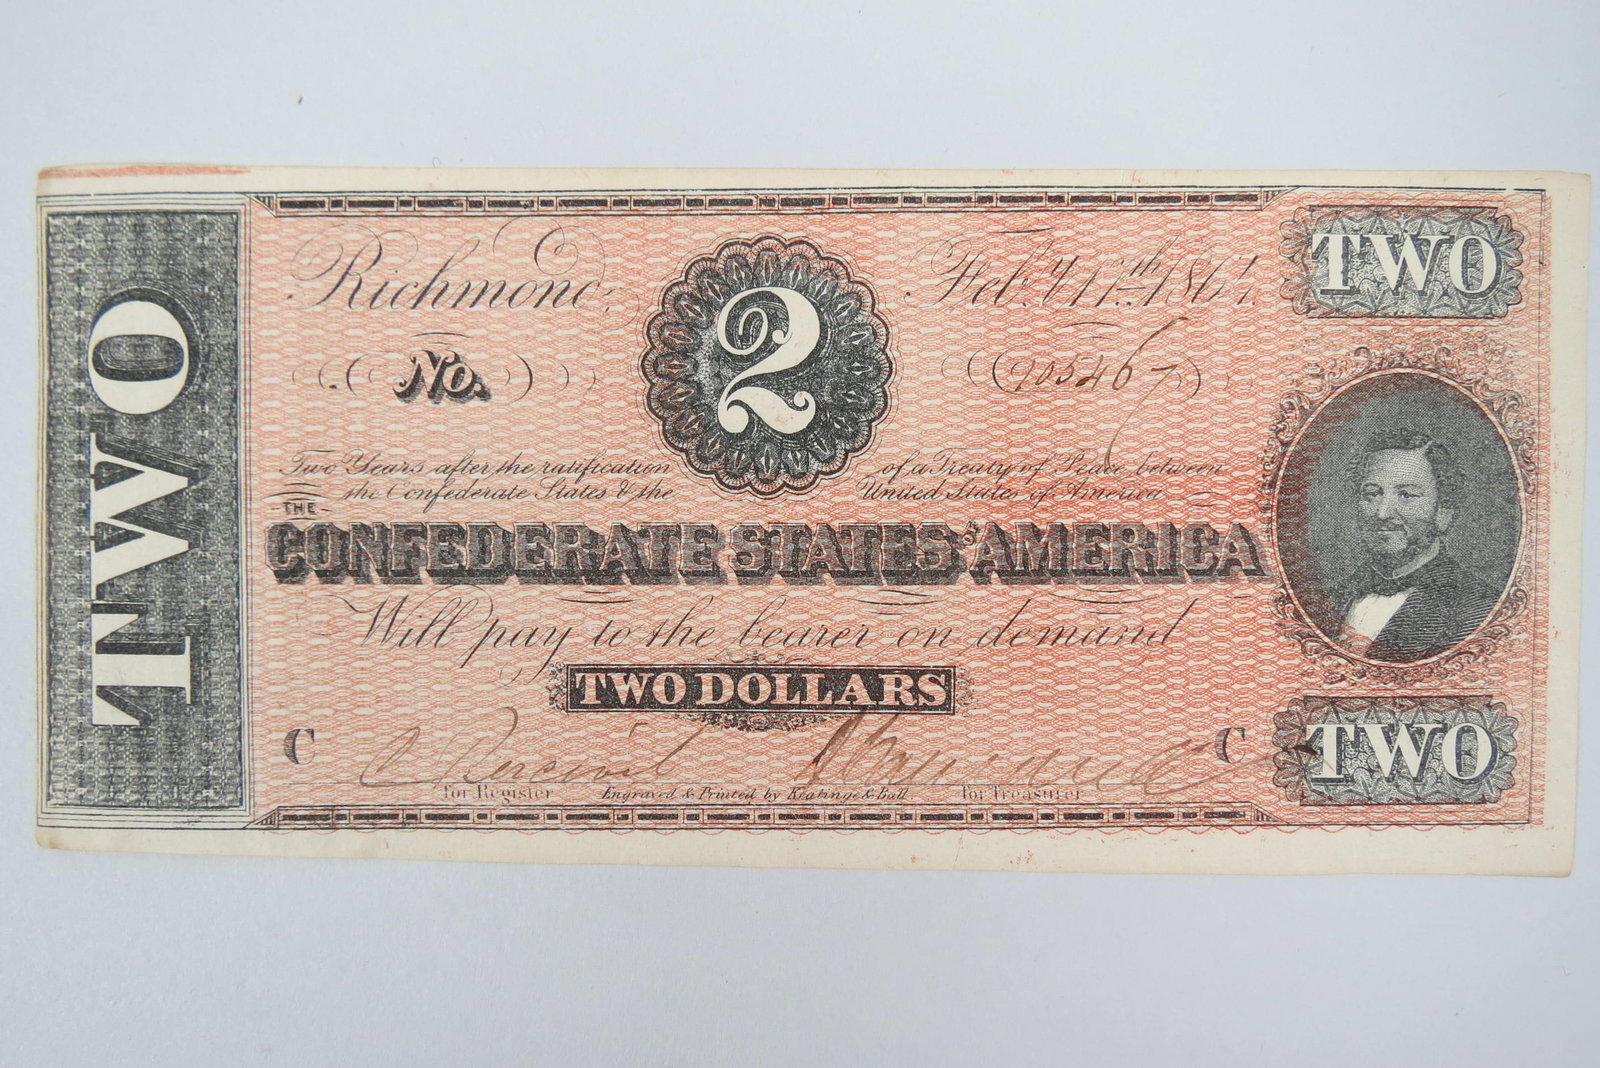 TWO
Richmond, 2 Feb.y 17th 1864.
TWO
No. 90546
Two Years after the ratification of a Treaty of Peace between
the Confederate States & the United States of America
THE
CONFEDERATE STATES OF AMERICA
Will pay to the bearer on demand
TWO DOLLARS
C C TWO
for Register Engraved & Printed by Keatinge & Ball. for Treasurer